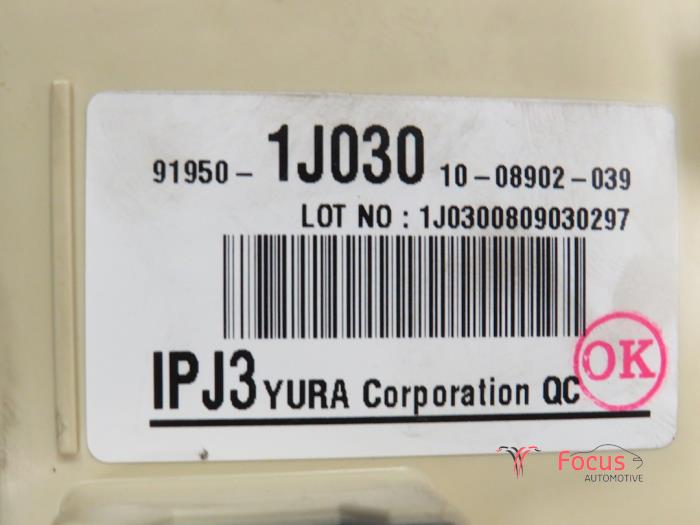 91950- 1J030 10-08902-039
LOT NO : 1J0300809030297
IPJ3 YURA Corporation QC
OK
Focus
AUTOMOTIVE